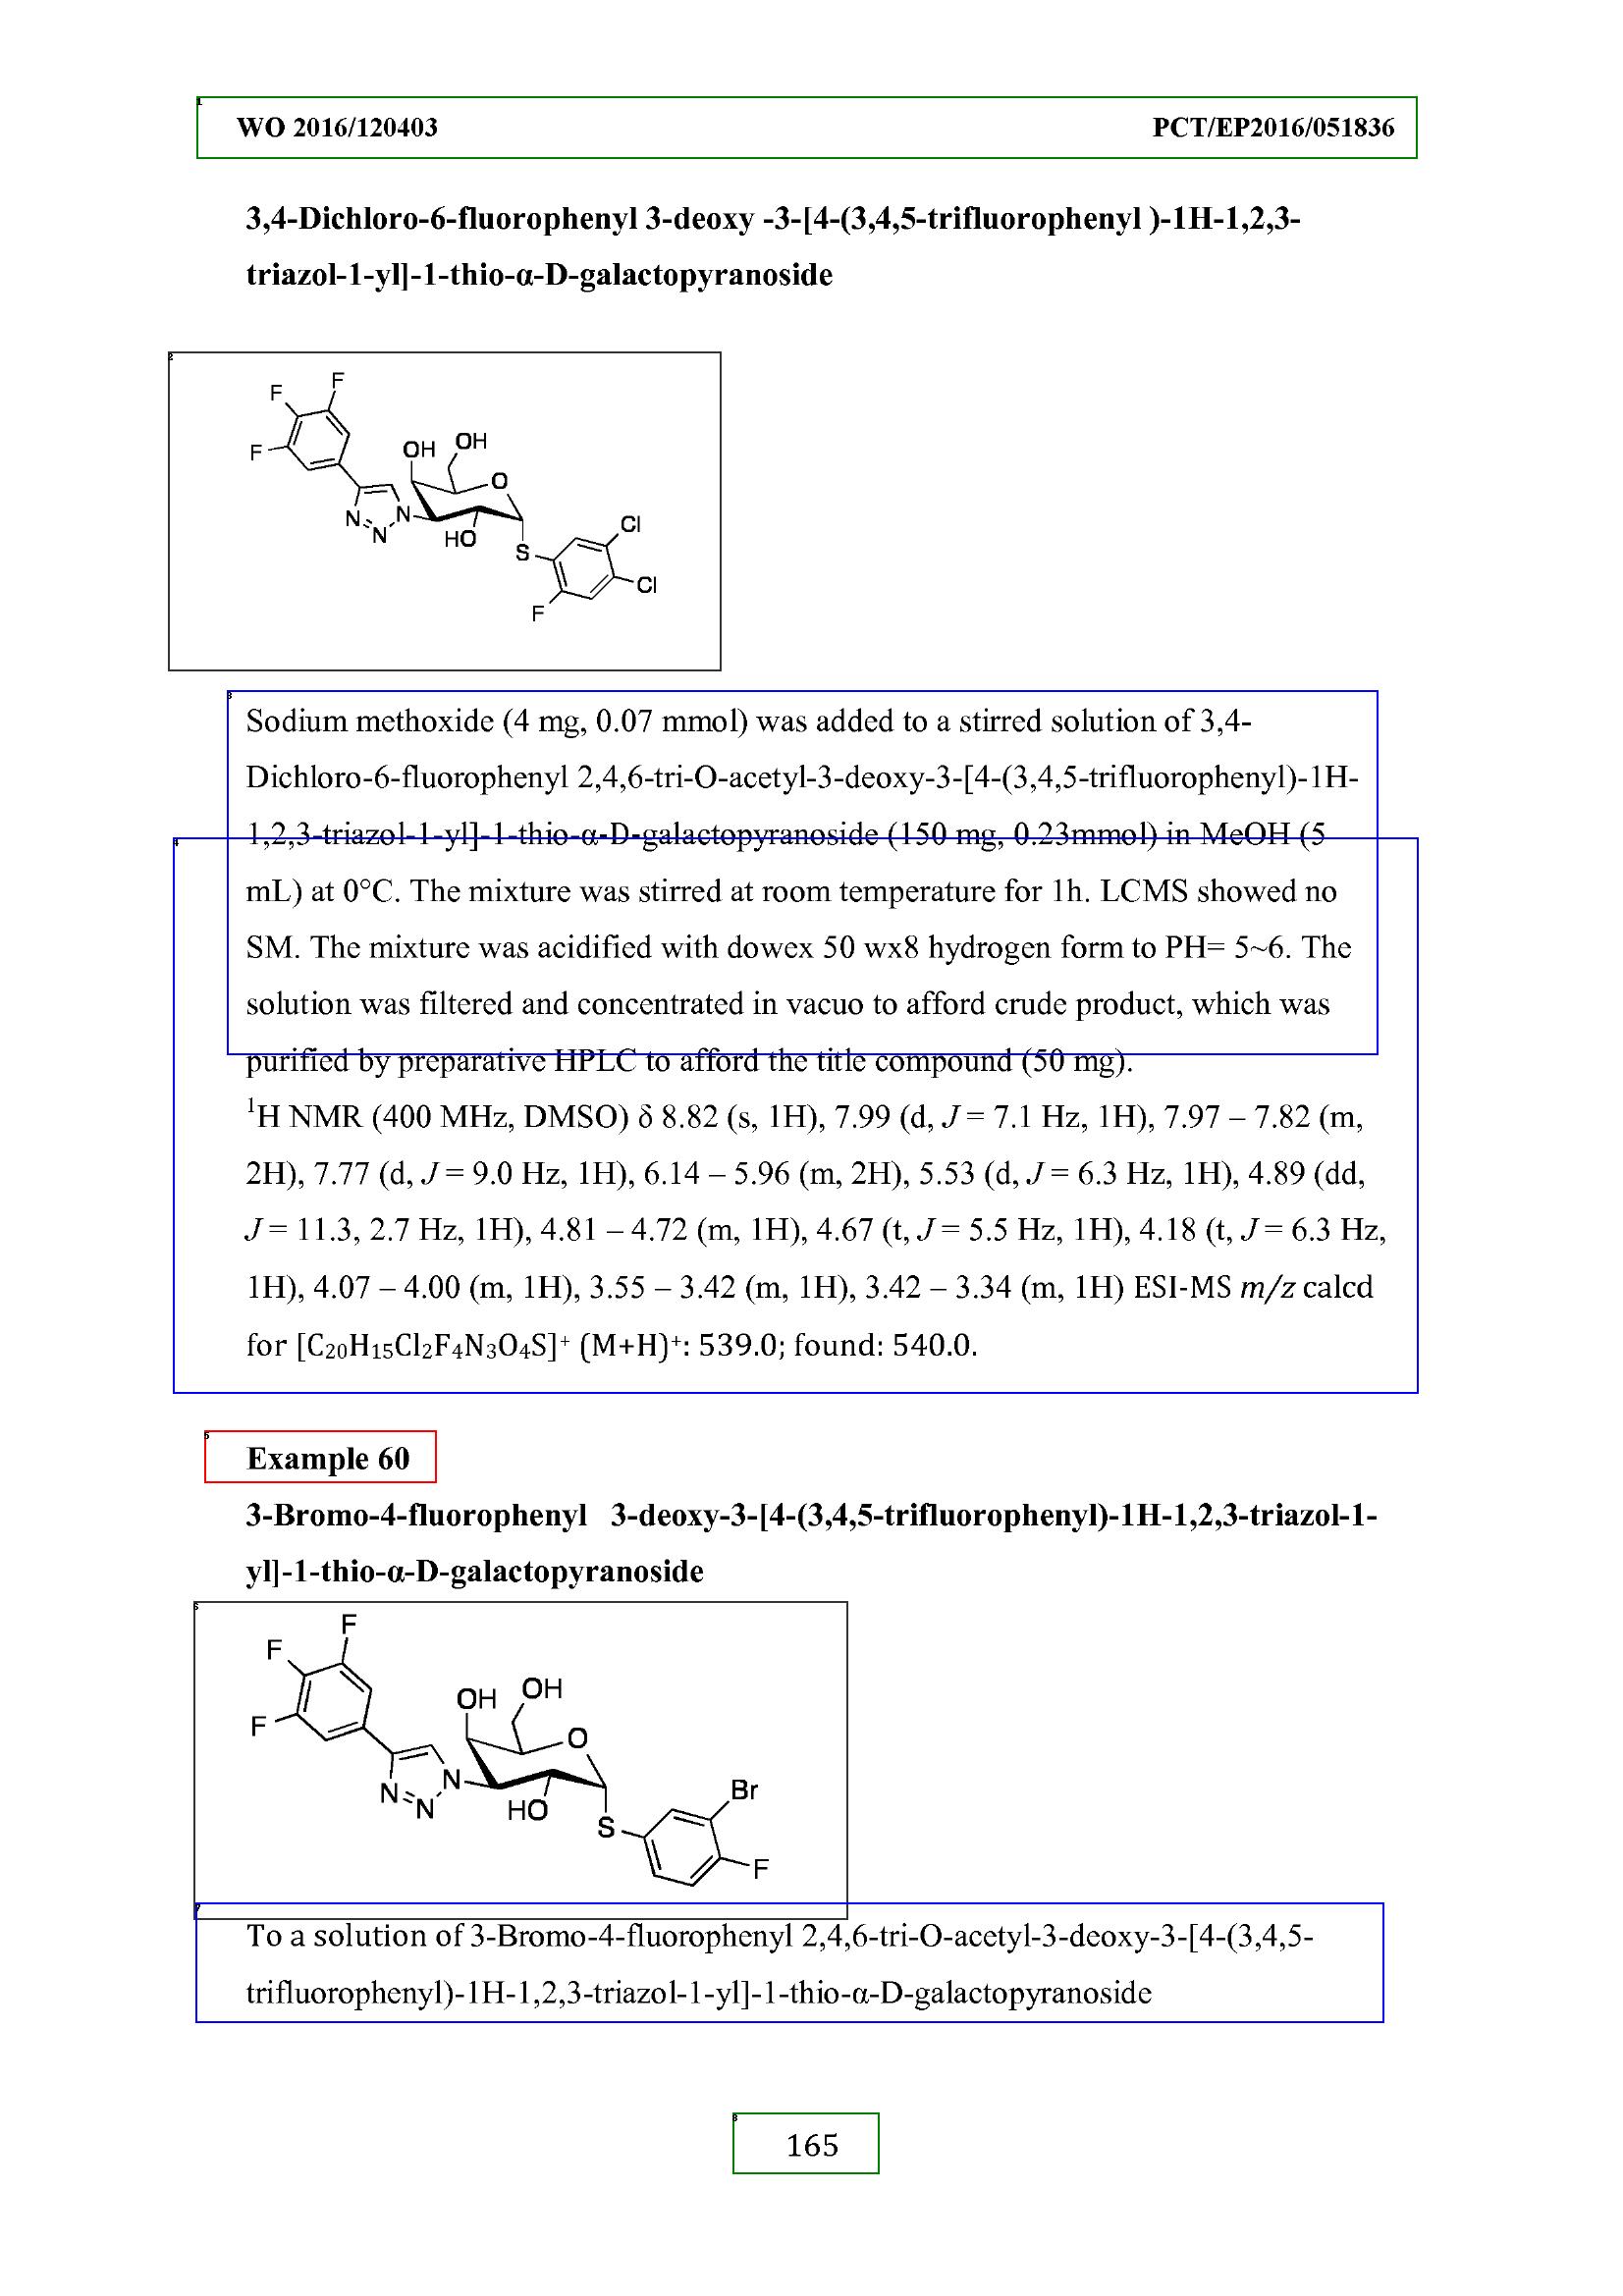 WO 2016/120403 PCT/EP2016/051836
3,4-Dichloro-6-fluorophenyl 3-deoxy -3-[4-(3,4,5-trifluorophenyl )-1H-1,2,3-
triazol-1-yl]-1-thio-α-D-galactopyranoside
F
F
F
OH
OH
O
N
N
N
HO
S
Cl
Cl
F
Sodium methoxide (4 mg, 0.07 mmol) was added to a stirred solution of 3,4-
Dichloro-6-fluorophenyl 2,4,6-tri-O-acetyl-3-deoxy-3-[4-(3,4,5-trifluorophenyl)-1H-
1,2,3-triazol-1-yl]-1-thio-α-D-galactopyranoside (150 mg, 0.23mmol) in MeOH (5
mL) at 0°C. The mixture was stirred at room temperature for 1h. LCMS showed no
SM. The mixture was acidified with dowex 50 wx8 hydrogen form to PH= 5~6. The
solution was filtered and concentrated in vacuo to afford crude product, which was
purified by preparative HPLC to afford the title compound (50 mg).
¹H NMR (400 MHz, DMSO) δ 8.82 (s, 1H), 7.99 (d, J = 7.1 Hz, 1H), 7.97 – 7.82 (m,
2H), 7.77 (d, J = 9.0 Hz, 1H), 6.14 – 5.96 (m, 2H), 5.53 (d, J = 6.3 Hz, 1H), 4.89 (dd,
J = 11.3, 2.7 Hz, 1H), 4.81 – 4.72 (m, 1H), 4.67 (t, J = 5.5 Hz, 1H), 4.18 (t, J = 6.3 Hz,
1H), 4.07 – 4.00 (m, 1H), 3.55 – 3.42 (m, 1H), 3.42 – 3.34 (m, 1H) ESI-MS m/z calcd
for [C₂₀H₁₅Cl₂F₄N₃O₄S]⁺ (M+H)⁺: 539.0; found: 540.0.
Example 60
3-Bromo-4-fluorophenyl 3-deoxy-3-[4-(3,4,5-trifluorophenyl)-1H-1,2,3-triazol-1-
yl]-1-thio-α-D-galactopyranoside
F
F
F
OH
OH
O
N
N
N
HO
S
Br
F
To a solution of 3-Bromo-4-fluorophenyl 2,4,6-tri-O-acetyl-3-deoxy-3-[4-(3,4,5-
trifluorophenyl)-1H-1,2,3-triazol-1-yl]-1-thio-α-D-galactopyranoside
165